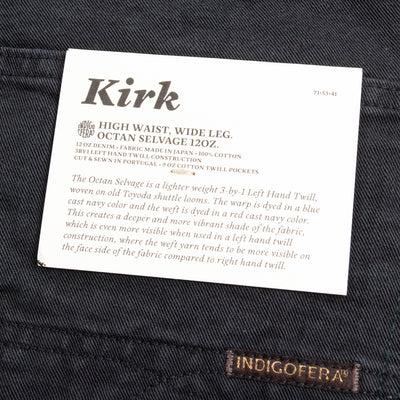 Kirk
71-51-41
INDIGOFERA
HIGH WAIST, WIDE LEG.
OCTAN SELVAGE 12OZ.
12 OZ DENIM • FABRIC MADE IN JAPAN • 100% COTTON
3BY1 LEFT HAND TWILL CONSTRUCTION
CUT & SEWN IN PORTUGAL • 9 OZ COTTON TWILL POCKETS
The Octan Selvage is a lighter weight 3-by-1 Left Hand Twill,
woven on old Toyoda shuttle looms. The warp is dyed in a blue
cast navy color and the weft is dyed in a red cast navy color.
This creates a deeper and more vibrant shade of the fabric,
which is even more visible when used in a left hand twill
construction, where the weft yarn tends to be more visible on
the face side of the fabric compared to right hand twill.
INDIGOFERA®